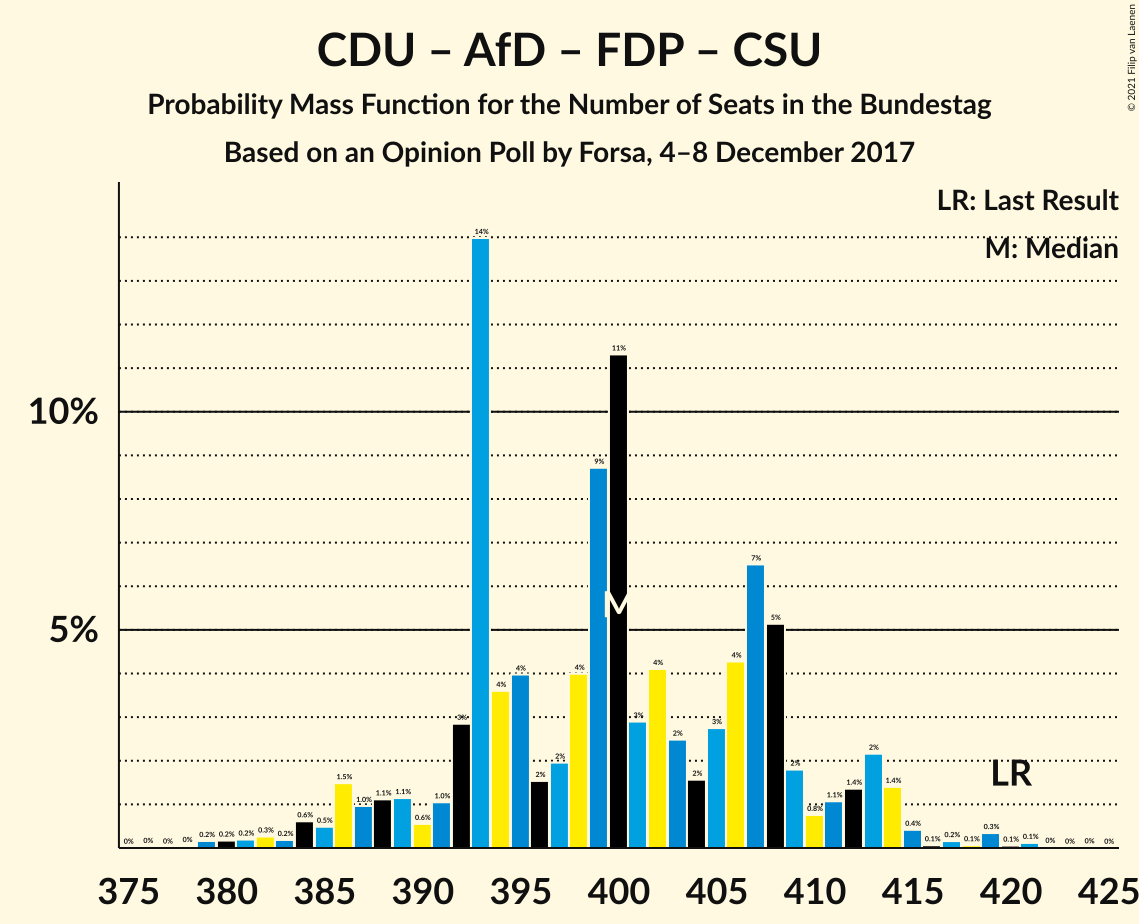 CDU – AfD – FDP – CSU
Probability Mass Function for the Number of Seats in the Bundestag
Based on an Opinion Poll by Forsa, 4–8 December 2017
© 2021 Filip van Laenen
LR: Last Result
M: Median
10%
5%
0% 0% 0% 0% 0.2% 0.2% 0.2% 0.3% 0.2% 0.6% 0.5% 1.5% 1.0% 1.1% 1.1% 0.6% 1.0% 3% 14% 4% 4% 2% 2% 4% 9% 11% 3% 4% 2% 2% 3% 4% 7% 5% 2% 0.8% 1.1% 1.4% 2% 1.4% 0.4% 0.1% 0.2% 0.1% 0.3% 0.1% 0.1% 0% 0% 0% 0%
M
LR
375 380 385 390 395 400 405 410 415 420 425